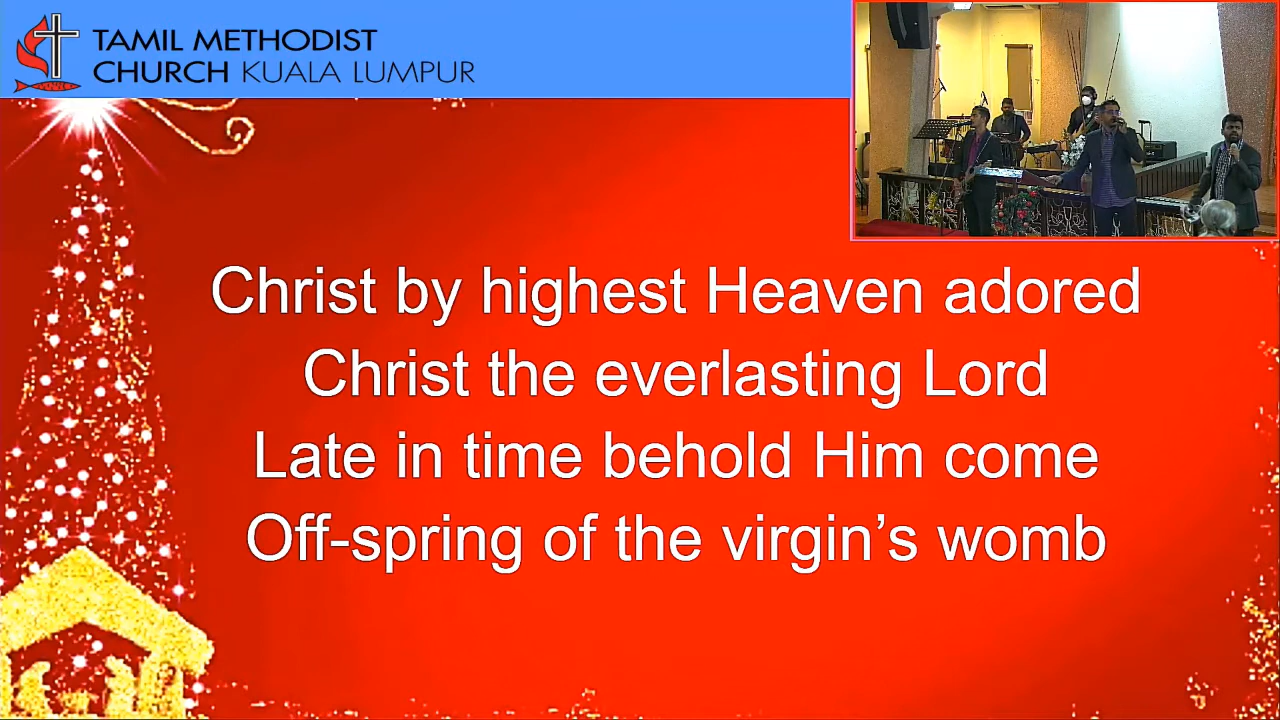 TAMIL METHODIST
CHURCH KUALA LUMPUR
Christ by highest Heaven adored
Christ the everlasting Lord
Late in time behold Him come
Off-spring of the virgin’s womb